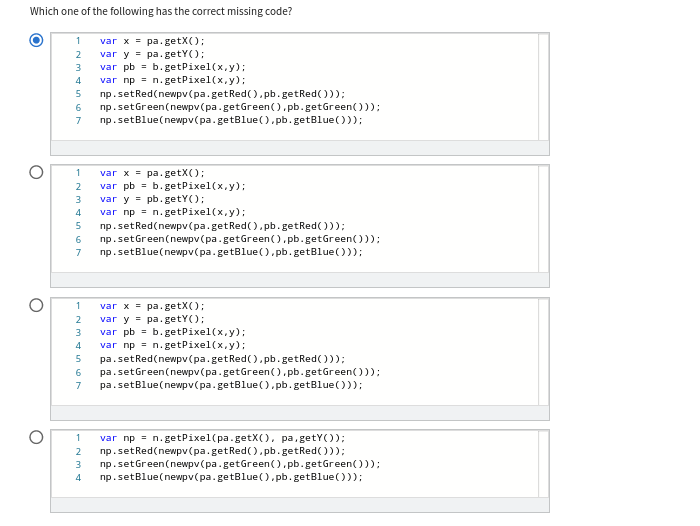 Which one of the following has the correct missing code?
1 var x = pa.getX();
2 var y = pa.getY();
3 var pb = b.getPixel(x,y);
4 var np = n.getPixel(x,y);
5 np.setRed(newpv(pa.getRed(),pb.getRed()));
6 np.setGreen(newpv(pa.getGreen(),pb.getGreen()));
7 np.setBlue(newpv(pa.getBlue(),pb.getBlue()));
1 var x = pa.getX();
2 var pb = b.getPixel(x,y);
3 var y = pb.getY();
4 var np = n.getPixel(x,y);
5 np.setRed(newpv(pa.getRed(),pb.getRed()));
6 np.setGreen(newpv(pa.getGreen(),pb.getGreen()));
7 np.setBlue(newpv(pa.getBlue(),pb.getBlue()));
1 var x = pa.getX();
2 var y = pa.getY();
3 var pb = b.getPixel(x,y);
4 var np = n.getPixel(x,y);
5 pa.setRed(newpv(pa.getRed(),pb.getRed()));
6 pa.setGreen(newpv(pa.getGreen(),pb.getGreen()));
7 pa.setBlue(newpv(pa.getBlue(),pb.getBlue()));
1 var np = n.getPixel(pa.getX(), pa,getY());
2 np.setRed(newpv(pa.getRed(),pb.getRed()));
3 np.setGreen(newpv(pa.getGreen(),pb.getGreen()));
4 np.setBlue(newpv(pa.getBlue(),pb.getBlue()));